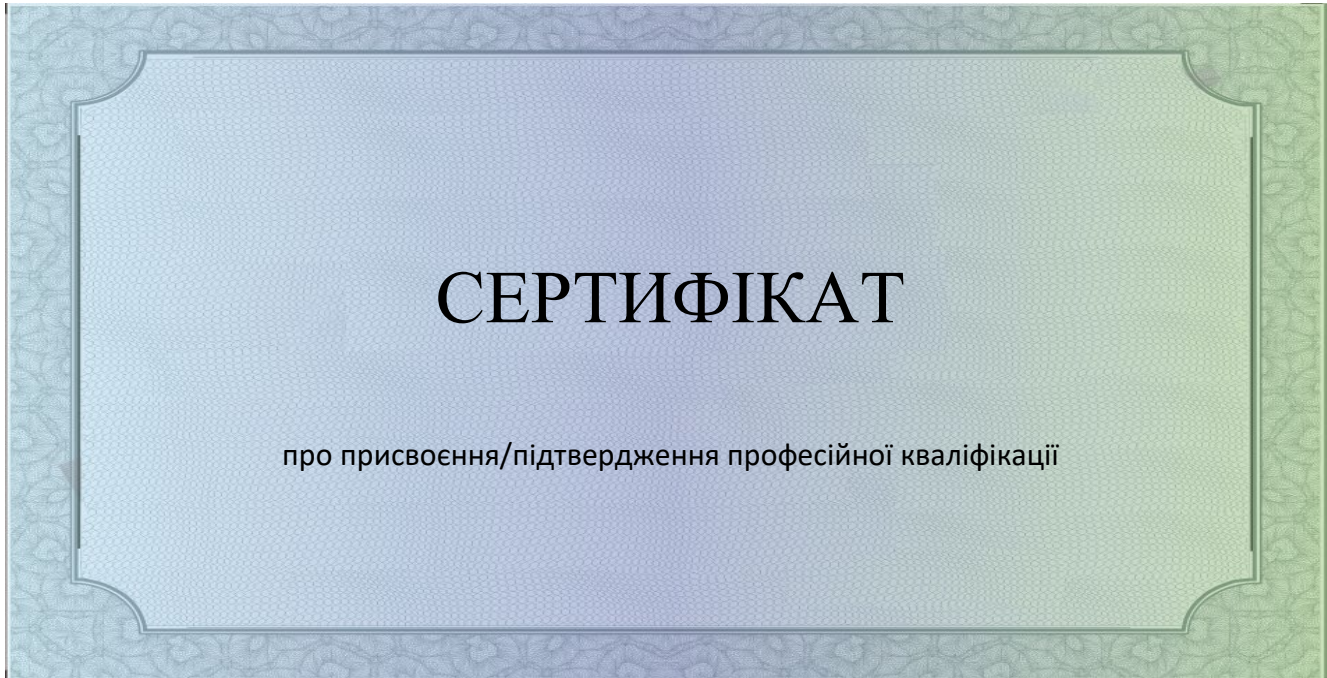 СЕРТИФІКАТ
про присвоєння/підтвердження професійної кваліфікації